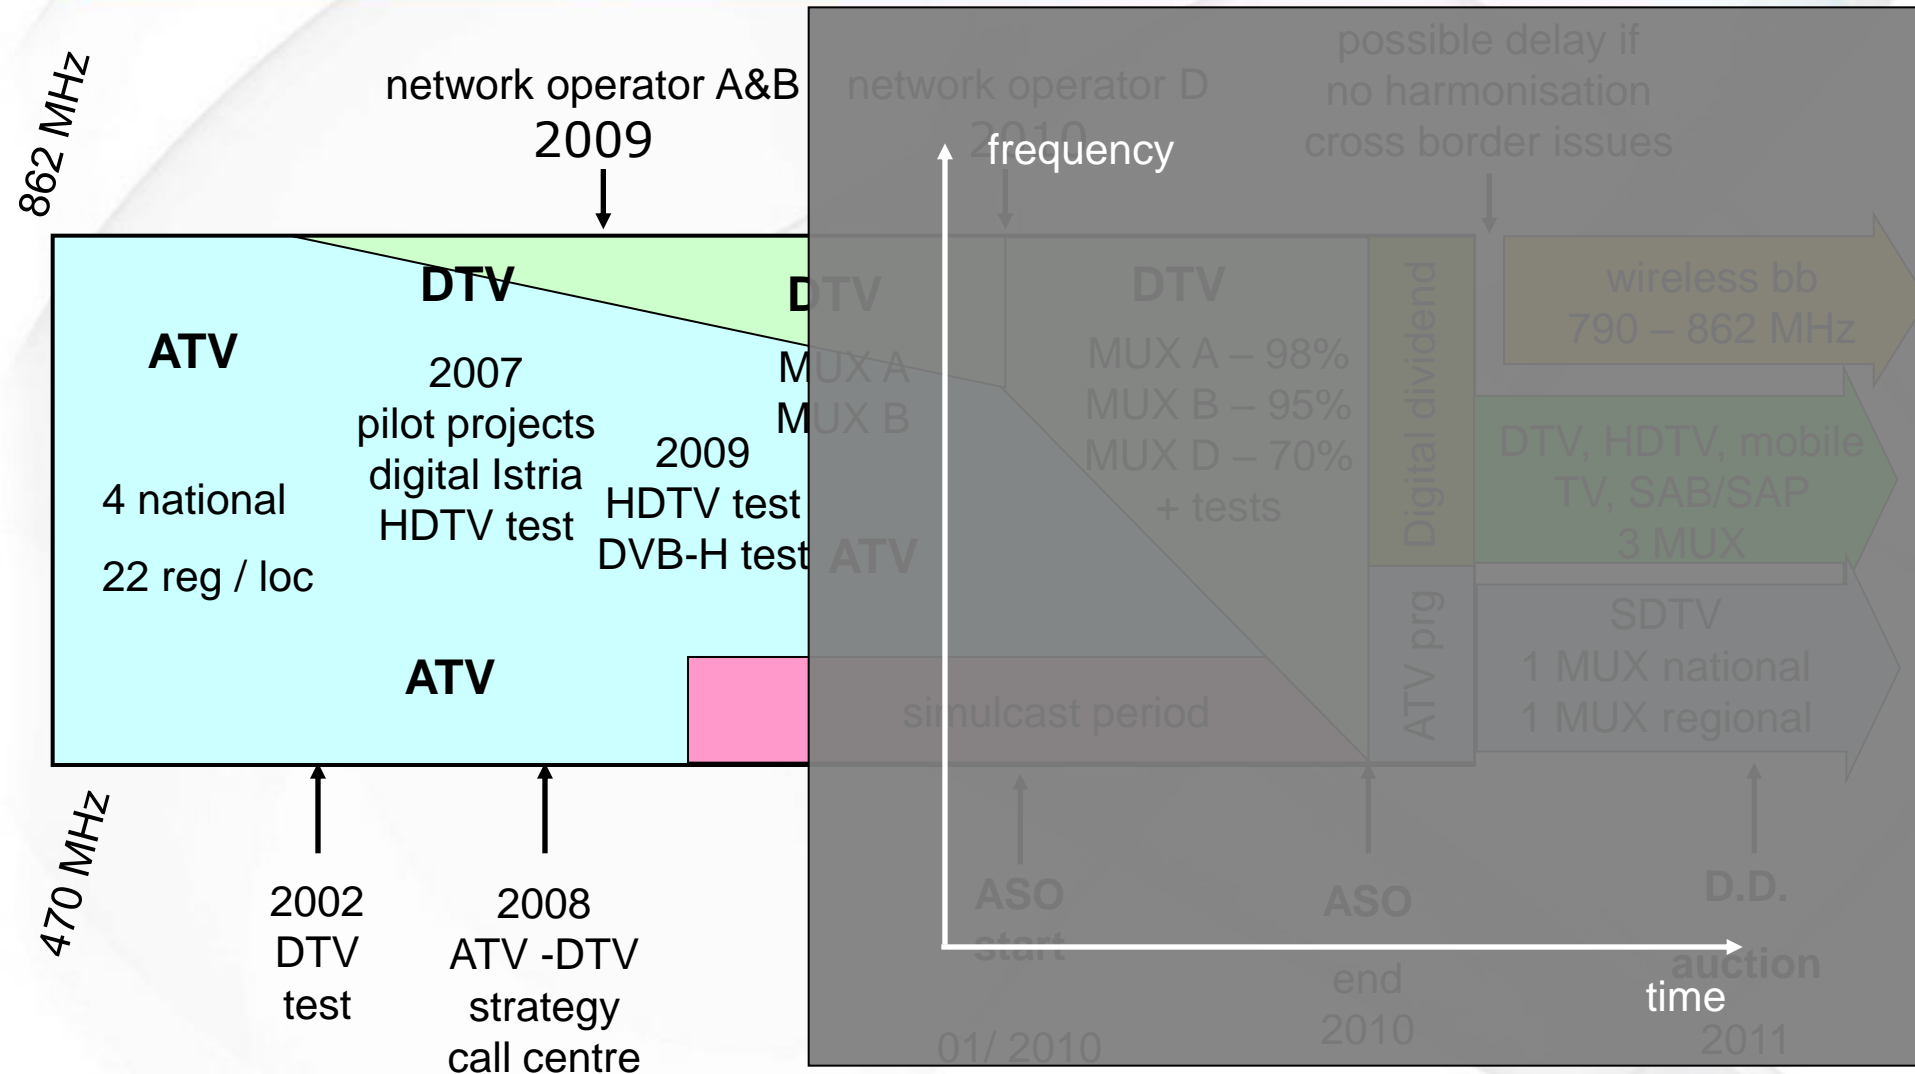 862 MHz
network operator A&B
2009
network operator D
2010
possible delay if
no harmonisation
cross border issues
frequency
DTV
ATV
2007
pilot projects
digital Istria
HDTV test
4 national
22 reg / loc
2009
HDTV test
DVB-H test
DTV
MUX A
MUX B
ATV
ATV
simulcast period
DTV
MUX A – 98%
MUX B – 95%
MUX D – 70%
+ tests
Digital dividend
ATV prg
wireless bb
790 – 862 MHz
DTV, HDTV, mobile
TV, SAB/SAP
3 MUX
SDTV
1 MUX national
1 MUX regional
470 MHz
2002
DTV
test
2008
ATV -DTV
strategy
call centre
ASO
start
01/ 2010
ASO
end
2010
D.D.
auction
2011
time